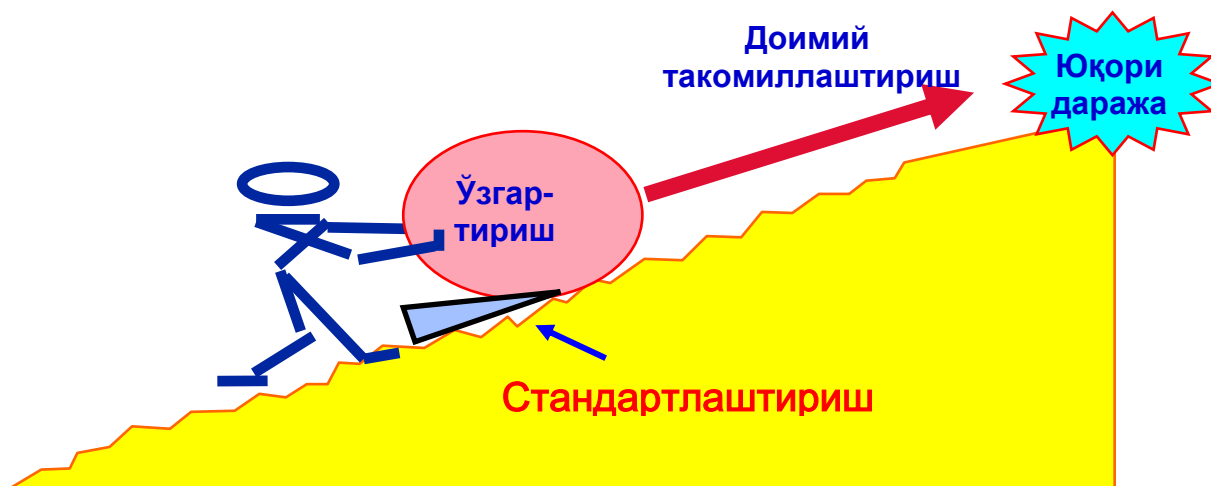 Доимий
такомиллаштириш
Юқори
даража
Ўзгар-
тириш
Стандартлаштириш